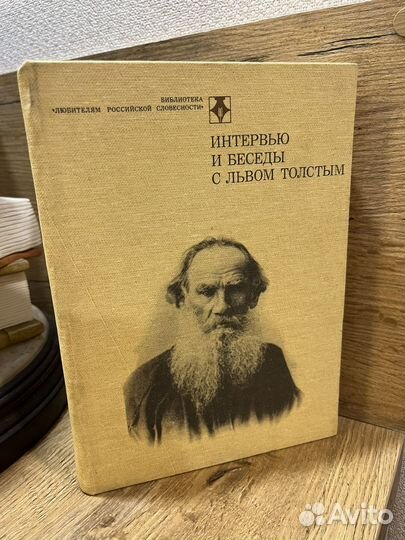 БИБЛИОТЕКА
"ЛЮБИТЕЛЯМ РОССИЙСКОЙ СЛОВЕСНОСТИ"
ИНТЕРВЬЮ
И БЕСЕДЫ
С ЛЬВОМ ТОЛСТЫМ
Avito